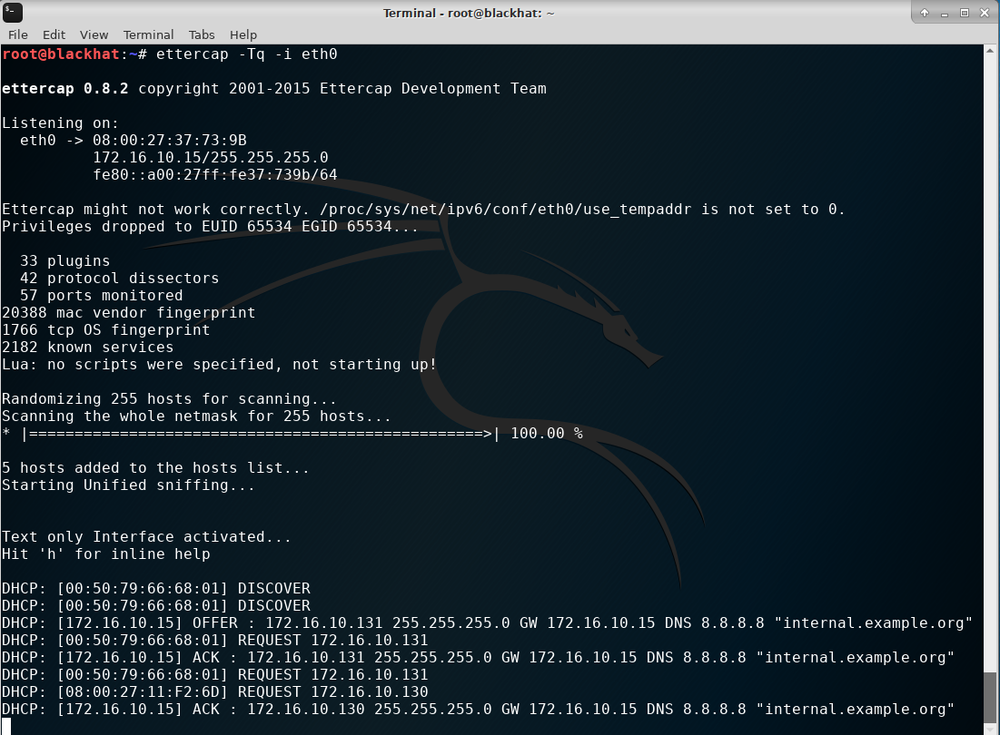 Terminal - root@blackhat: ~
File Edit View Terminal Tabs Help
root@blackhat:~# ettercap -Tq -i eth0
ettercap 0.8.2 copyright 2001-2015 Ettercap Development Team
Listening on:
  eth0 -> 08:00:27:37:73:9B
          172.16.10.15/255.255.255.0
          fe80::a00:27ff:fe37:739b/64
Ettercap might not work correctly. /proc/sys/net/ipv6/conf/eth0/use_tempaddr is not set to 0.
Privileges dropped to EUID 65534 EGID 65534...
  33 plugins
  42 protocol dissectors
  57 ports monitored
20388 mac vendor fingerprint
1766 tcp OS fingerprint
2182 known services
Lua: no scripts were specified, not starting up!
Randomizing 255 hosts for scanning...
Scanning the whole netmask for 255 hosts...
* |==================================================>| 100.00 %
5 hosts added to the hosts list...
Starting Unified sniffing...
Text only Interface activated...
Hit 'h' for inline help
DHCP: [00:50:79:66:68:01] DISCOVER
DHCP: [00:50:79:66:68:01] DISCOVER
DHCP: [172.16.10.15] OFFER : 172.16.10.131 255.255.255.0 GW 172.16.10.15 DNS 8.8.8.8 "internal.example.org"
DHCP: [00:50:79:66:68:01] REQUEST 172.16.10.131
DHCP: [172.16.10.15] ACK : 172.16.10.131 255.255.255.0 GW 172.16.10.15 DNS 8.8.8.8 "internal.example.org"
DHCP: [00:50:79:66:68:01] REQUEST 172.16.10.131
DHCP: [08:00:27:11:F2:6D] REQUEST 172.16.10.130
DHCP: [172.16.10.15] ACK : 172.16.10.130 255.255.255.0 GW 172.16.10.15 DNS 8.8.8.8 "internal.example.org"